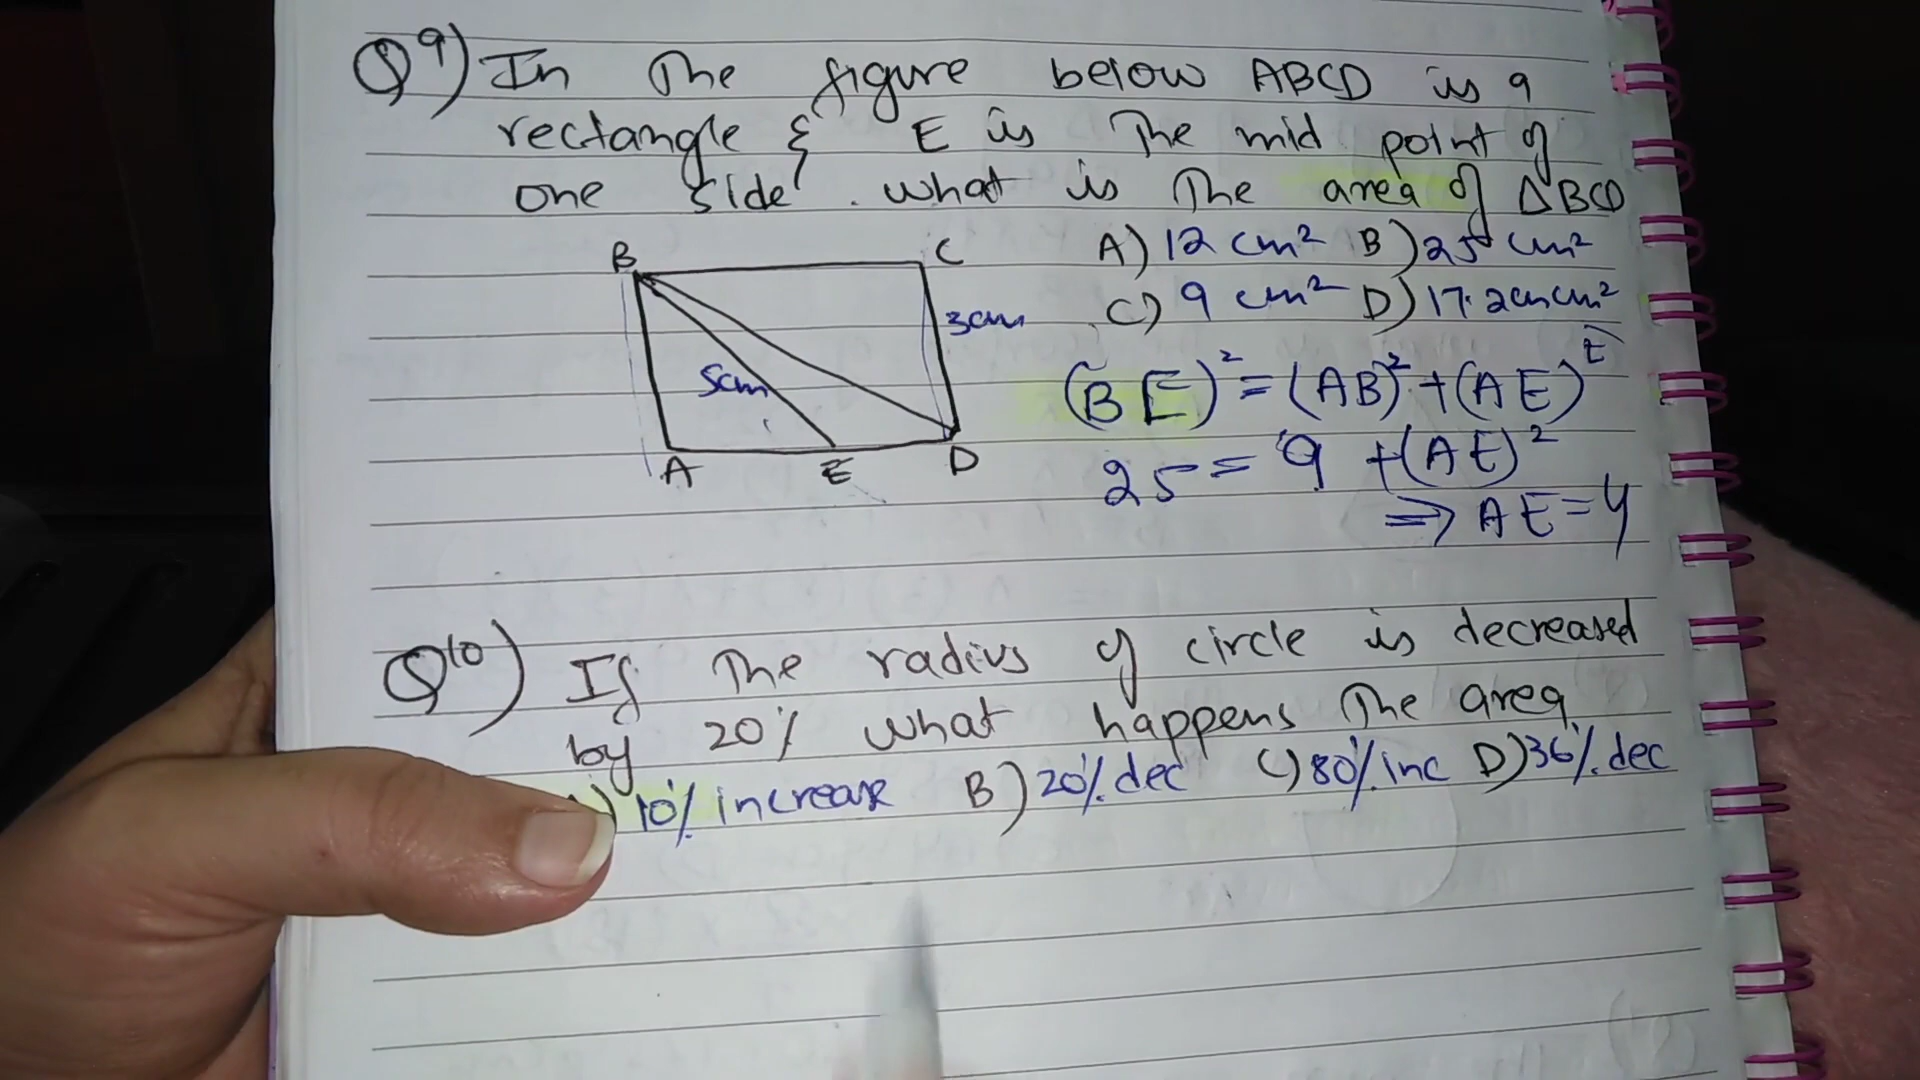 Q9) In The figure below ABCD is a
rectangle & E is The mid point of
one side. what is The area of ΔBCD
A) 12 cm² B) 25 cm²
C) 9 cm² D) 17.2cm cm²
B C
3cm
5cm
A E D
(BE)² = (AB)² + (AE)²
25 = 9 + (AE)²
⇒ AE = 4
Q10) If The radius of circle is decreased
by 20% what happens The area
A) 10% increase B) 20% dec C) 80% inc D) 36% dec